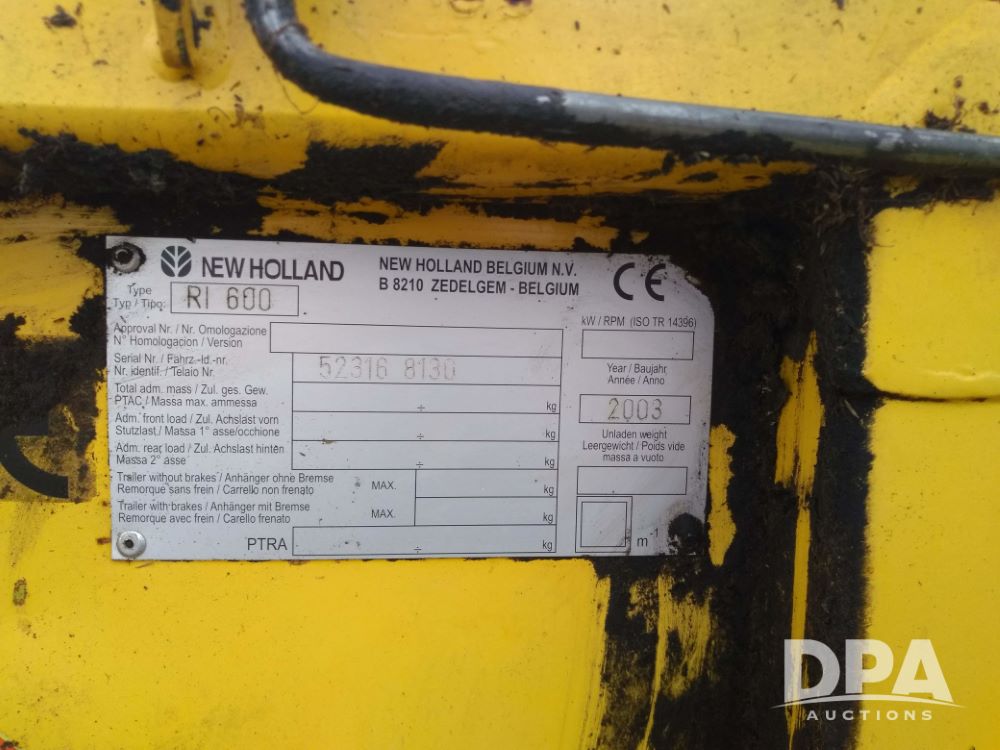 NEW HOLLAND
NEW HOLLAND BELGIUM N.V.
B 8210 ZEDELGEM - BELGIUM
CE
Type
Typ / Tipo:
RI 600
Approval Nr. / Nr. Omologazione
N° Homologacion / Version
Serial Nr. / Fahrz.-Id.-nr.
Nr. identif. / Telaio Nr.
52316 8130
Total adm. mass / Zul. ges. Gew.
PTAC / Massa max. ammessa
÷ kg
Adm. front load / Zul. Achslast vorn
Stutzlast / Massa 1° asse/occhione
÷ kg
Adm. rear load / Zul. Achslast hinten
Massa 2° asse
÷ kg
Trailer without brakes / Anhänger ohne Bremse
Remorque sans frein / Carrello non frenato
MAX.
kg
Trailer with brakes / Anhänger mit Bremse
Remorque avec frein / Carello frenato
MAX.
kg
PTRA
÷ kg
kW / RPM (ISO TR 14396)
Year / Baujahr
Année / Anno
2003
Unladen weight
Leergewicht / Poids vide
massa a vuoto
m⁻¹
DPA
AUCTIONS